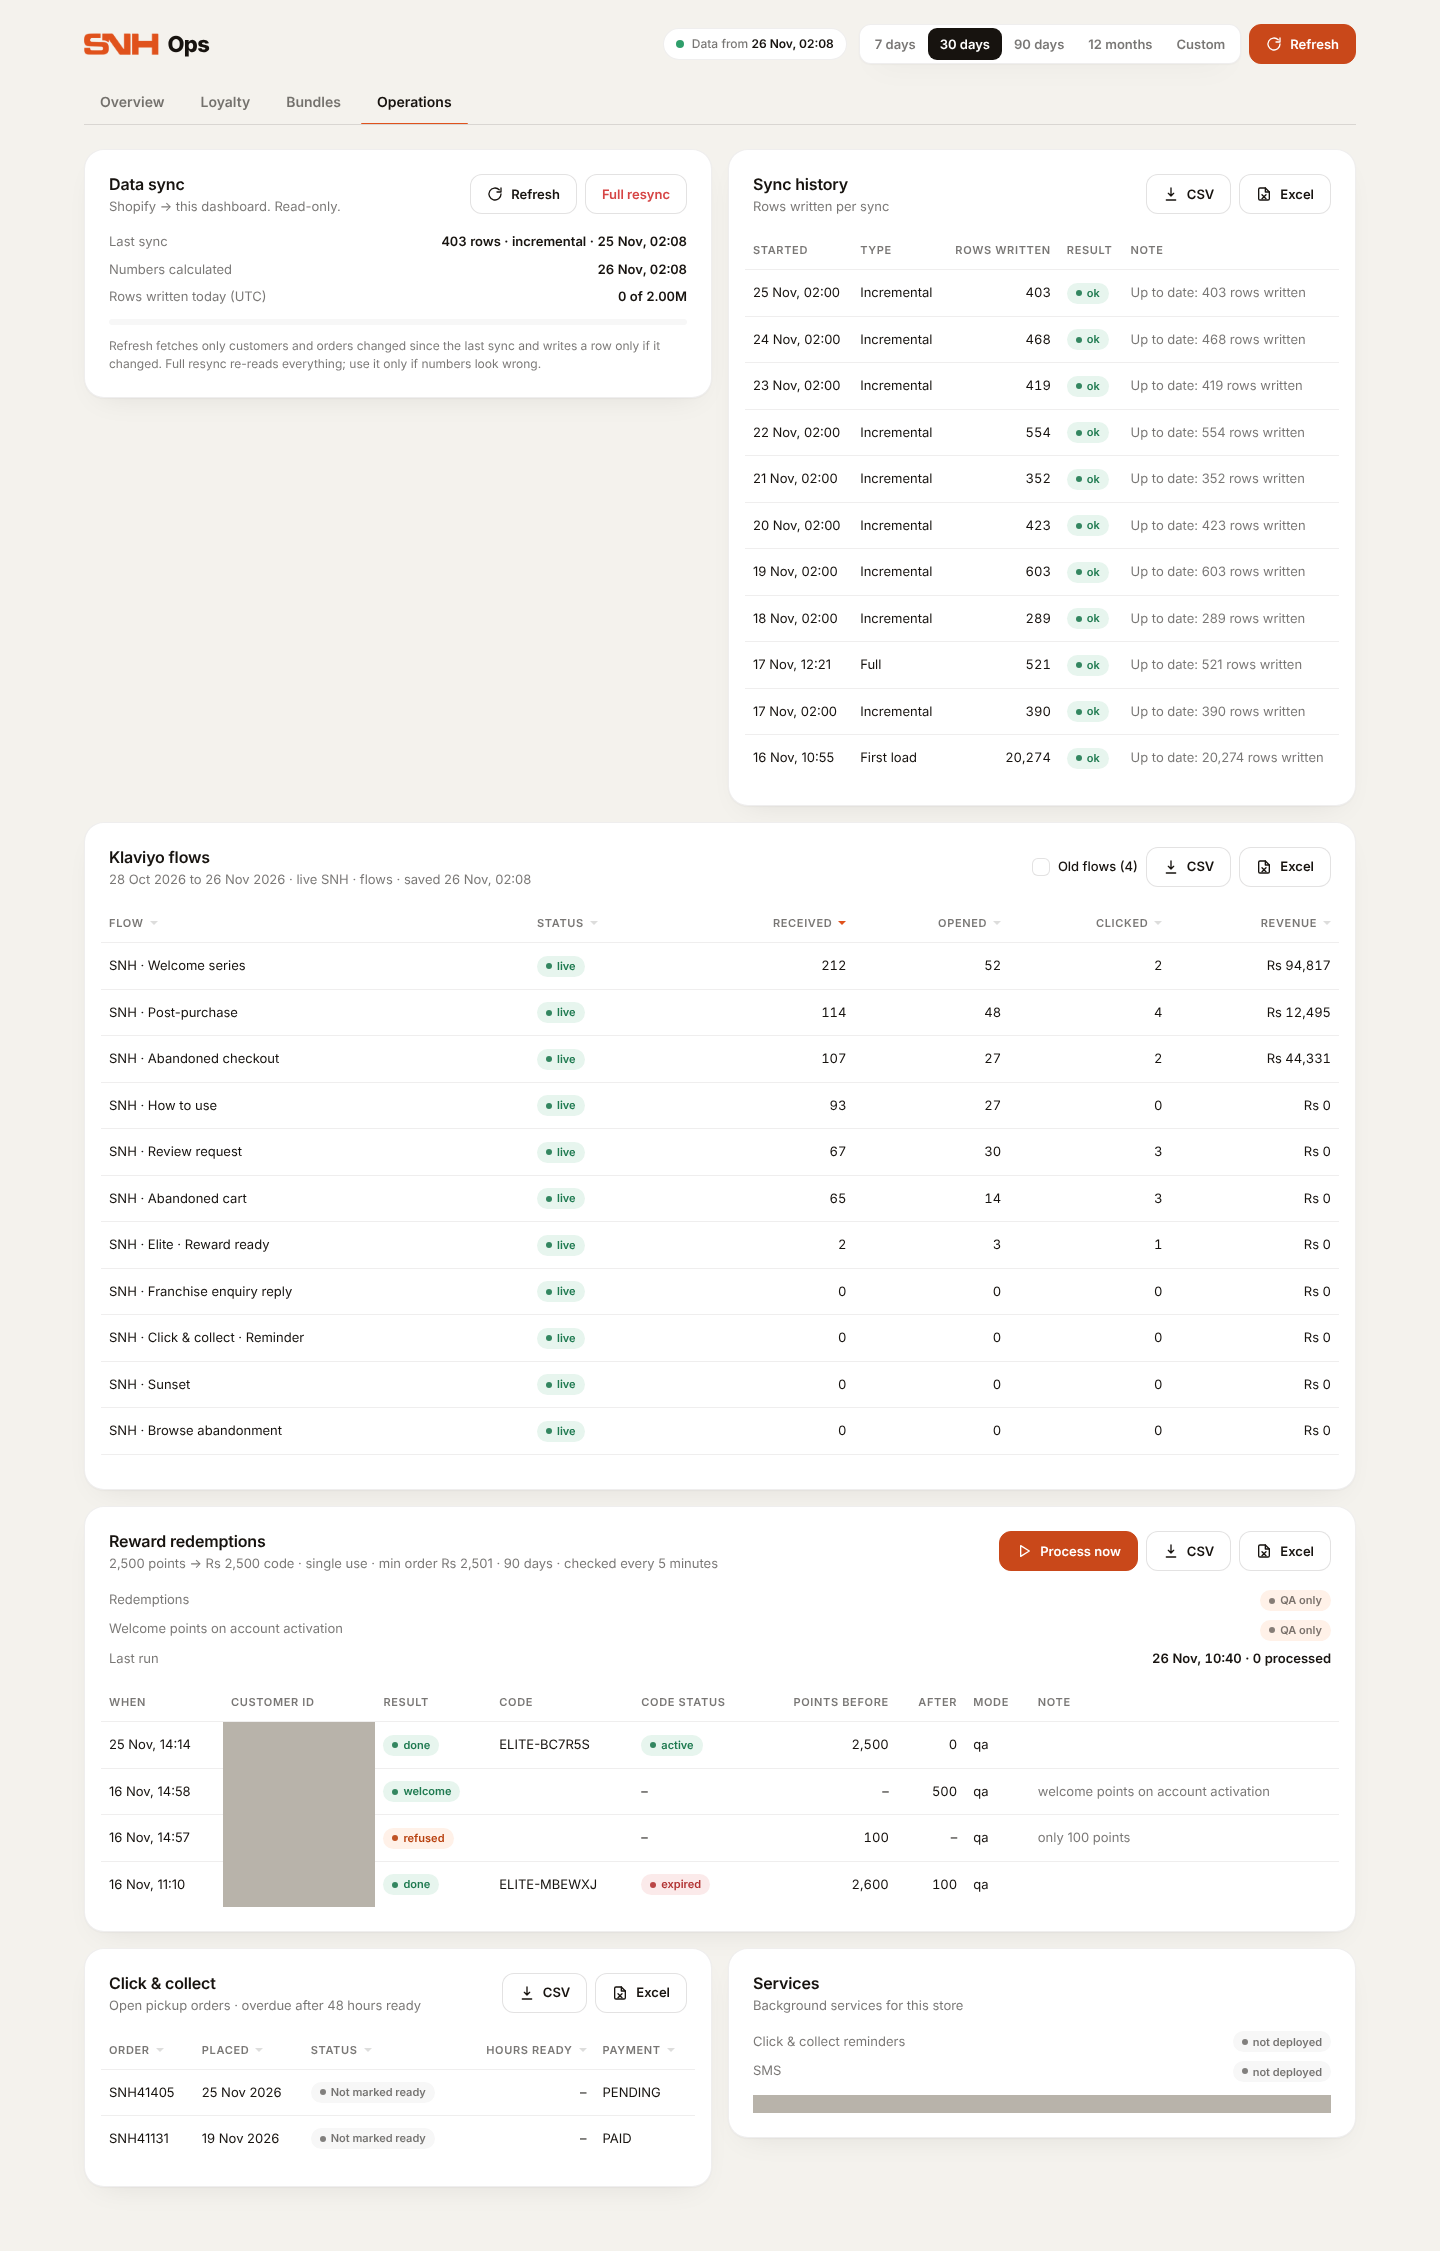 SNH Ops
Data from 26 Nov, 02:08
7 days 30 days 90 days 12 months Custom
Refresh
Overview Loyalty Bundles Operations
Data sync
Shopify → this dashboard. Read-only.
Refresh Full resync
Last sync 403 rows · incremental · 25 Nov, 02:08
Numbers calculated 26 Nov, 02:08
Rows written today (UTC) 0 of 2.00M
Refresh fetches only customers and orders changed since the last sync and writes a row only if it
changed. Full resync re-reads everything; use it only if numbers look wrong.
Sync history
Rows written per sync
CSV Excel
STARTED TYPE ROWS WRITTEN RESULT NOTE
25 Nov, 02:00 Incremental 403 ok Up to date: 403 rows written
24 Nov, 02:00 Incremental 468 ok Up to date: 468 rows written
23 Nov, 02:00 Incremental 419 ok Up to date: 419 rows written
22 Nov, 02:00 Incremental 554 ok Up to date: 554 rows written
21 Nov, 02:00 Incremental 352 ok Up to date: 352 rows written
20 Nov, 02:00 Incremental 423 ok Up to date: 423 rows written
19 Nov, 02:00 Incremental 603 ok Up to date: 603 rows written
18 Nov, 02:00 Incremental 289 ok Up to date: 289 rows written
17 Nov, 12:21 Full 521 ok Up to date: 521 rows written
17 Nov, 02:00 Incremental 390 ok Up to date: 390 rows written
16 Nov, 10:55 First load 20,274 ok Up to date: 20,274 rows written
Klaviyo flows
28 Oct 2026 to 26 Nov 2026 · live SNH · flows · saved 26 Nov, 02:08
Old flows (4) CSV Excel
FLOW STATUS RECEIVED OPENED CLICKED REVENUE
SNH · Welcome series live 212 52 2 Rs 94,817
SNH · Post-purchase live 114 48 4 Rs 12,495
SNH · Abandoned checkout live 107 27 2 Rs 44,331
SNH · How to use live 93 27 0 Rs 0
SNH · Review request live 67 30 3 Rs 0
SNH · Abandoned cart live 65 14 3 Rs 0
SNH · Elite · Reward ready live 2 3 1 Rs 0
SNH · Franchise enquiry reply live 0 0 0 Rs 0
SNH · Click & collect · Reminder live 0 0 0 Rs 0
SNH · Sunset live 0 0 0 Rs 0
SNH · Browse abandonment live 0 0 0 Rs 0
Reward redemptions
2,500 points → Rs 2,500 code · single use · min order Rs 2,501 · 90 days · checked every 5 minutes
Process now CSV Excel
Redemptions QA only
Welcome points on account activation QA only
Last run 26 Nov, 10:40 · 0 processed
WHEN CUSTOMER ID RESULT CODE CODE STATUS POINTS BEFORE AFTER MODE NOTE
25 Nov, 14:14 done ELITE-BC7R5S active 2,500 0 qa
16 Nov, 14:58 welcome – – 500 qa welcome points on account activation
16 Nov, 14:57 refused – 100 – qa only 100 points
16 Nov, 11:10 done ELITE-MBEWXJ expired 2,600 100 qa
Click & collect
Open pickup orders · overdue after 48 hours ready
CSV Excel
ORDER PLACED STATUS HOURS READY PAYMENT
SNH41405 25 Nov 2026 Not marked ready – PENDING
SNH41131 19 Nov 2026 Not marked ready – PAID
Services
Background services for this store
Click & collect reminders not deployed
SMS not deployed